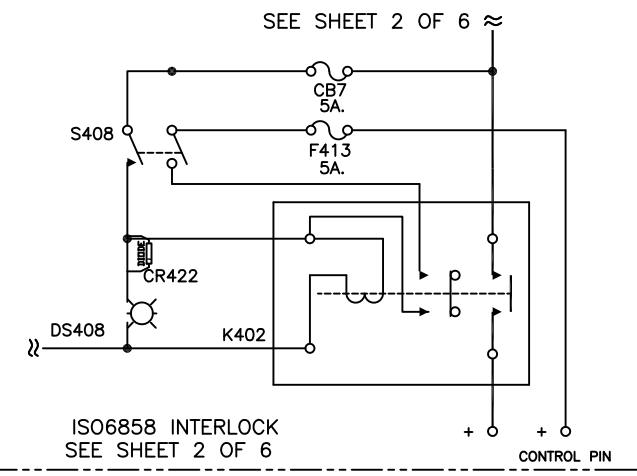 SEE SHEET 2 OF 6
CB7
5A.
S408
F413
5A.
DIODE
CR422
DS408
K402
ISO6858 INTERLOCK
SEE SHEET 2 OF 6
+
+
CONTROL PIN